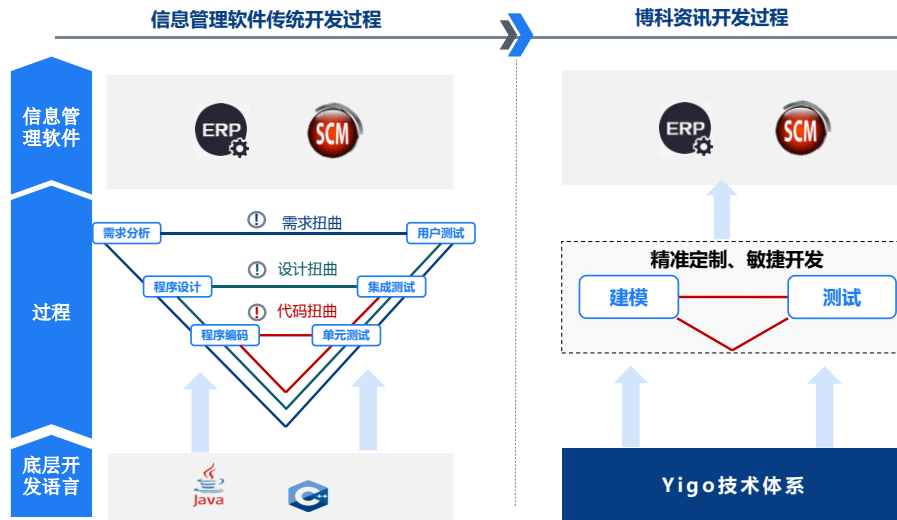 信息管理软件传统开发过程
博科资讯开发过程
信息管
理软件
ERP
SCM
ERP
SCM
过程
需求分析
! 需求扭曲
用户测试
程序设计
! 设计扭曲
集成测试
程序编码
! 代码扭曲
单元测试
精准定制、敏捷开发
建模
测试
底层开
发语言
Java
C++
Yigo技术体系